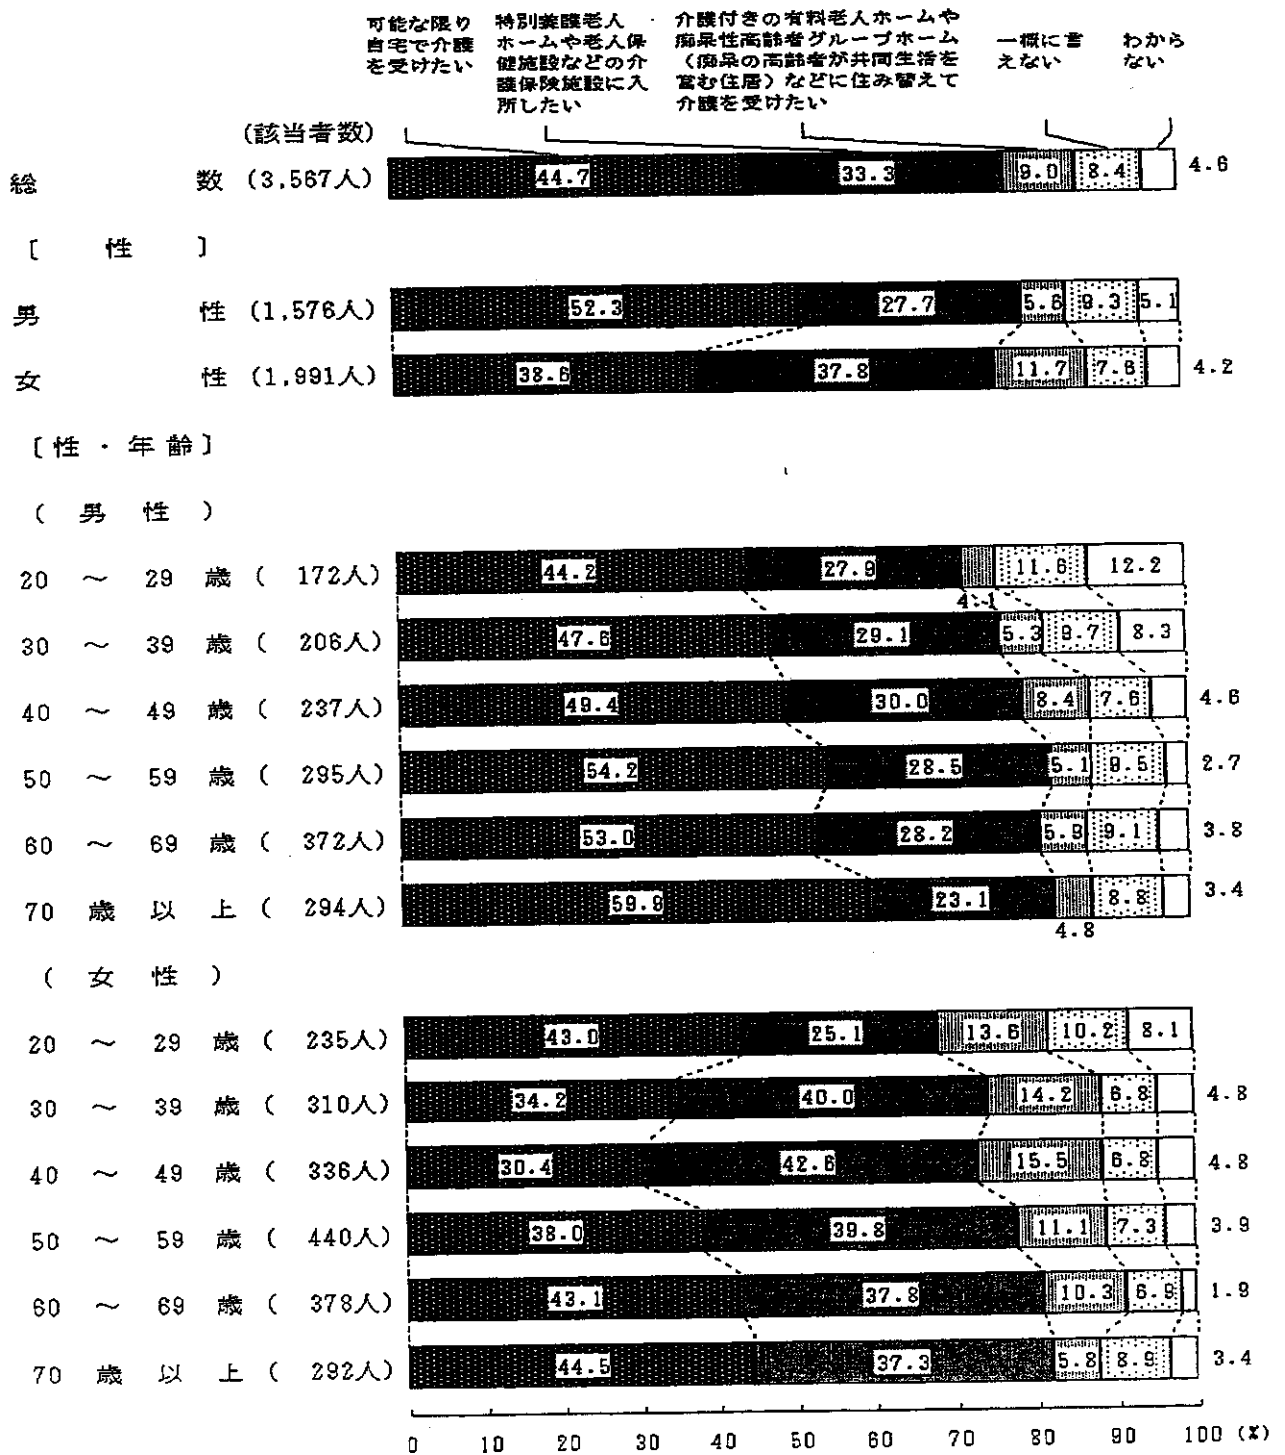 可能な限り
自宅で介護
を受けたい
特別養護老人
ホームや老人保
健施設などの介
護保険施設に入
所したい
介護付きの有料老人ホームや
痴呆性高齢者グループホーム
(痴呆の高齢者が共同生活を
営む住居)などに住み替えて
介護を受けたい
一概に言
えない
わから
ない
(該当者数)
総数 (3,567人) 44.7 33.3 9.0 8.4 4.6
〔性〕
男性 (1,576人) 52.3 27.7 5.6 9.3 5.1
女性 (1,991人) 38.6 37.8 11.7 7.6 4.2
〔性・年齢〕
(男性)
20 ～ 29 歳 ( 172人) 44.2 27.9 4.1 11.6 12.2
30 ～ 39 歳 ( 206人) 47.6 29.1 5.3 9.7 8.3
40 ～ 49 歳 ( 237人) 49.4 30.0 8.4 7.6 4.6
50 ～ 59 歳 ( 295人) 54.2 28.5 5.1 9.5 2.7
60 ～ 69 歳 ( 372人) 53.0 28.2 5.9 9.1 3.8
70 歳以上 ( 294人) 59.9 23.1 4.8 8.8 3.4
(女性)
20 ～ 29 歳 ( 235人) 43.0 25.1 13.6 10.2 8.1
30 ～ 39 歳 ( 310人) 34.2 40.0 14.2 6.8 4.8
40 ～ 49 歳 ( 336人) 30.4 42.6 15.5 6.8 4.8
50 ～ 59 歳 ( 440人) 38.0 39.8 11.1 7.3 3.9
60 ～ 69 歳 ( 378人) 43.1 37.8 10.3 6.9 1.9
70 歳以上 ( 292人) 44.5 37.3 5.8 8.9 3.4
0 10 20 30 40 50 60 70 80 90 100 (%)